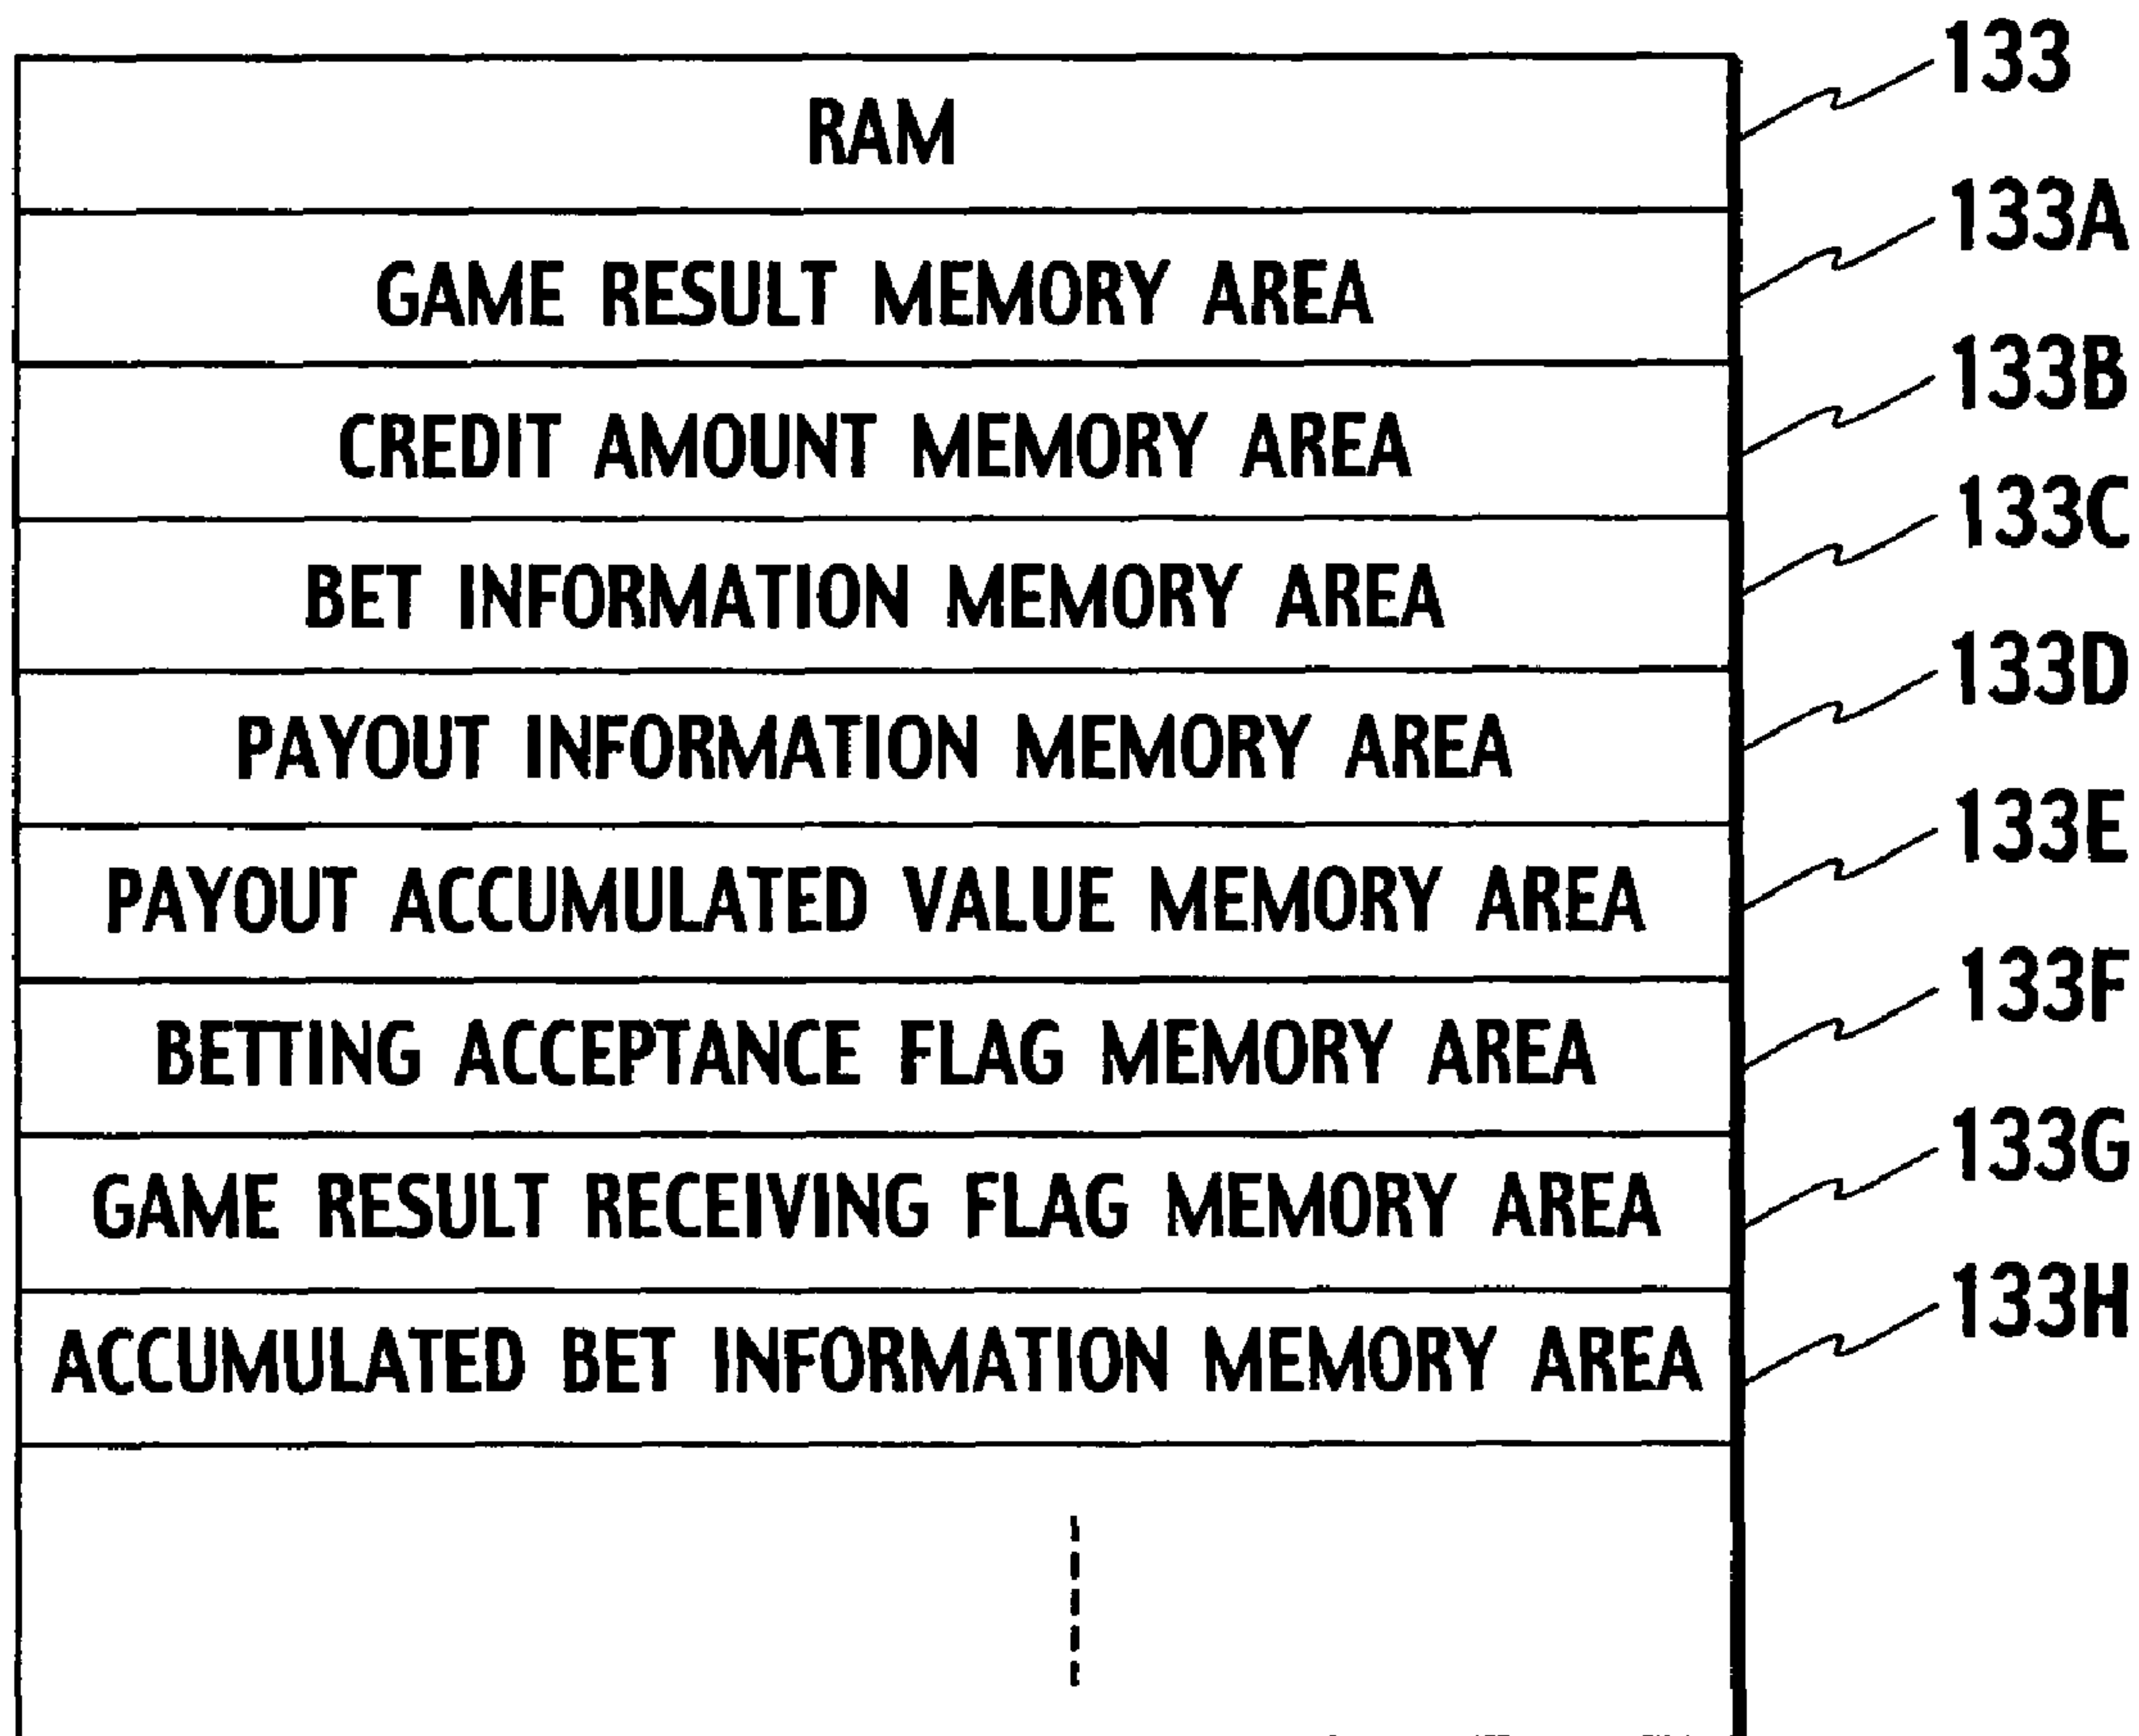 RAM 133
GAME RESULT MEMORY AREA 133A
CREDIT AMOUNT MEMORY AREA 133B
BET INFORMATION MEMORY AREA 133C
PAYOUT INFORMATION MEMORY AREA 133D
PAYOUT ACCUMULATED VALUE MEMORY AREA 133E
BETTING ACCEPTANCE FLAG MEMORY AREA 133F
GAME RESULT RECEIVING FLAG MEMORY AREA 133G
ACCUMULATED BET INFORMATION MEMORY AREA 133H